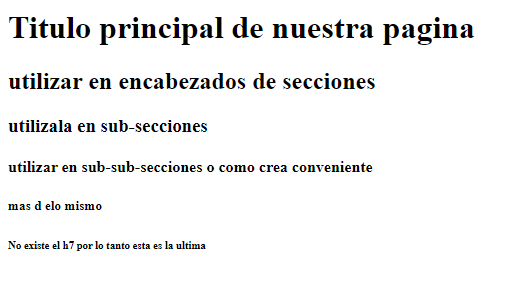 Titulo principal de nuestra pagina
utilizar en encabezados de secciones
utilizala en sub-secciones
utilizar en sub-sub-secciones o como crea conveniente
mas d elo mismo
No existe el h7 por lo tanto esta es la ultima